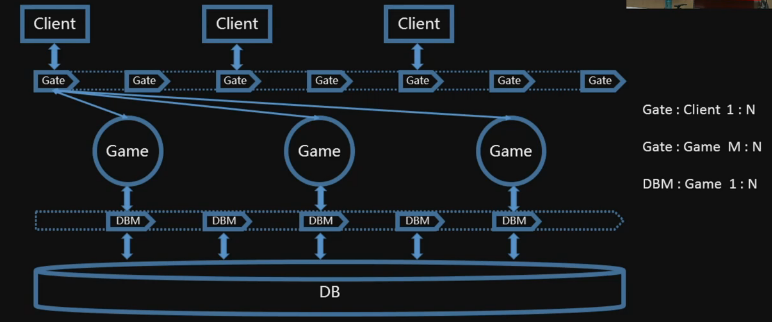 Client Client Client
Gate Gate Gate Gate Gate Gate Gate
Gate : Client 1 : N
Game Game Game
Gate : Game M : N
DBM : Game 1 : N
DBM DBM DBM DBM DBM
DB